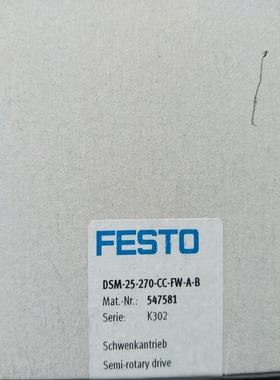 FESTO
DSM-25-270-CC-FW-A-B
Mat.-Nr.: 547581
Serie: K302
Schwenkantrieb
Semi-rotary drive